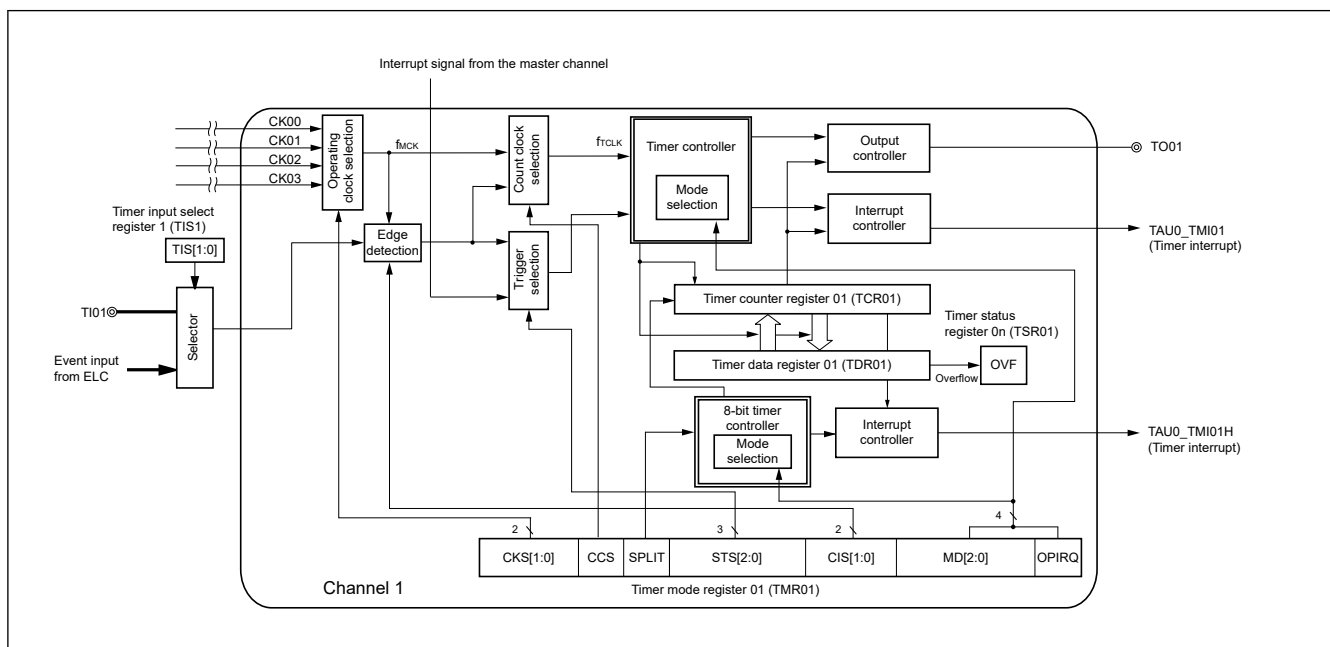 Interrupt signal from the master channel
CK00
CK01
CK02
CK03
Operating
clock selection
fMCK
Count clock
selection
fTCLK
Timer controller
Mode
selection
Output
controller
TO01
Timer input select
register 1 (TIS1)
TIS[1:0]
Edge
detection
Trigger
selection
Interrupt
controller
TAU0_TMI01
(Timer interrupt)
TI01
Selector
Event input
from ELC
Timer counter register 01 (TCR01)
Timer status
register 0n (TSR01)
Timer data register 01 (TDR01)
Overflow
OVF
8-bit timer
controller
Mode
selection
Interrupt
controller
TAU0_TMI01H
(Timer interrupt)
2
3
2
4
CKS[1:0]
CCS
SPLIT
STS[2:0]
CIS[1:0]
MD[2:0]
OPIRQ
Channel 1
Timer mode register 01 (TMR01)